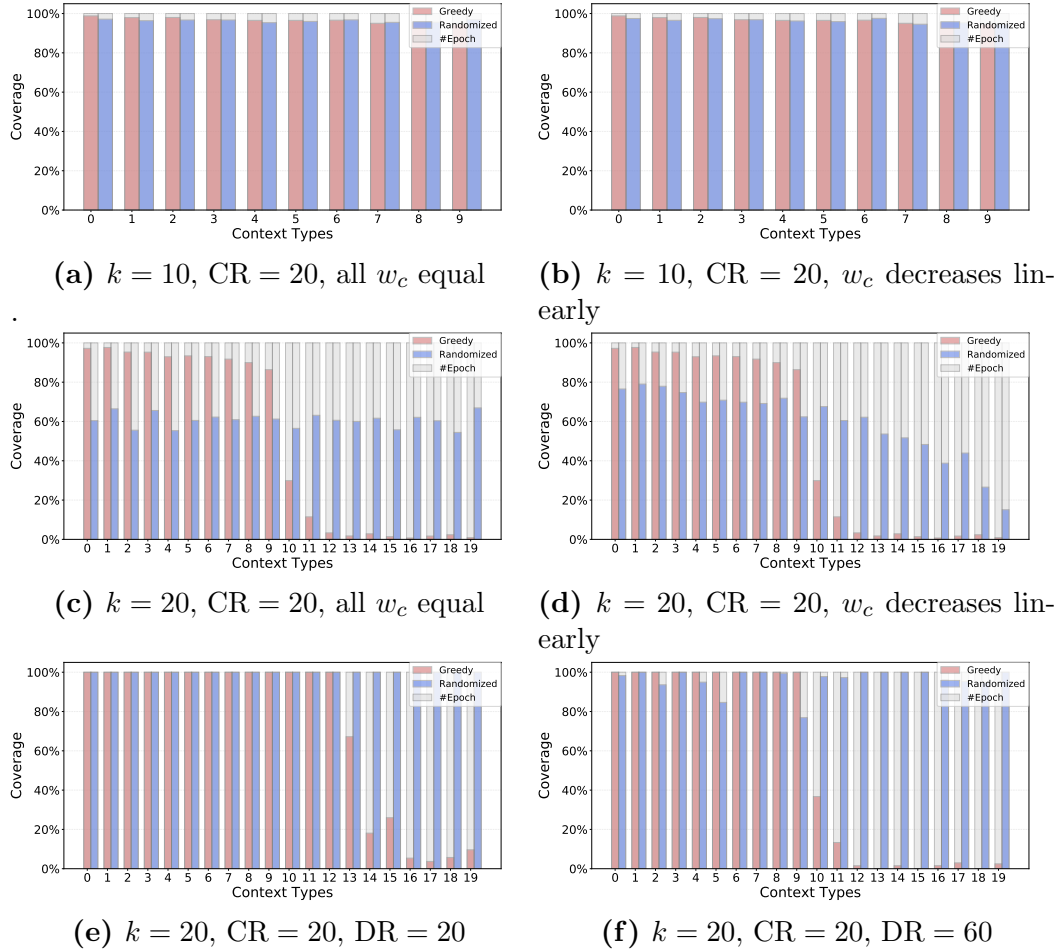 100%
80%
60%
40%
20%
0%
Coverage
Greedy
Randomized
#Epoch
0 1 2 3 4 5 6 7 8 9
Context Types
(a) k = 10, CR = 20, all w_c equal
.
100%
80%
60%
40%
20%
0%
Coverage
Greedy
Randomized
#Epoch
0 1 2 3 4 5 6 7 8 9
Context Types
(b) k = 10, CR = 20, w_c decreases lin-
early
100%
80%
60%
40%
20%
0%
Coverage
Greedy
Randomized
#Epoch
0 1 2 3 4 5 6 7 8 9 10 11 12 13 14 15 16 17 18 19
Context Types
(c) k = 20, CR = 20, all w_c equal
100%
80%
60%
40%
20%
0%
Coverage
Greedy
Randomized
#Epoch
0 1 2 3 4 5 6 7 8 9 10 11 12 13 14 15 16 17 18 19
Context Types
(d) k = 20, CR = 20, w_c decreases lin-
early
100%
80%
60%
40%
20%
0%
Coverage
Greedy
Randomized
#Epoch
0 1 2 3 4 5 6 7 8 9 10 11 12 13 14 15 16 17 18 19
Context Types
(e) k = 20, CR = 20, DR = 20
100%
80%
60%
40%
20%
0%
Coverage
Greedy
Randomized
#Epoch
0 1 2 3 4 5 6 7 8 9 10 11 12 13 14 15 16 17 18 19
Context Types
(f) k = 20, CR = 20, DR = 60